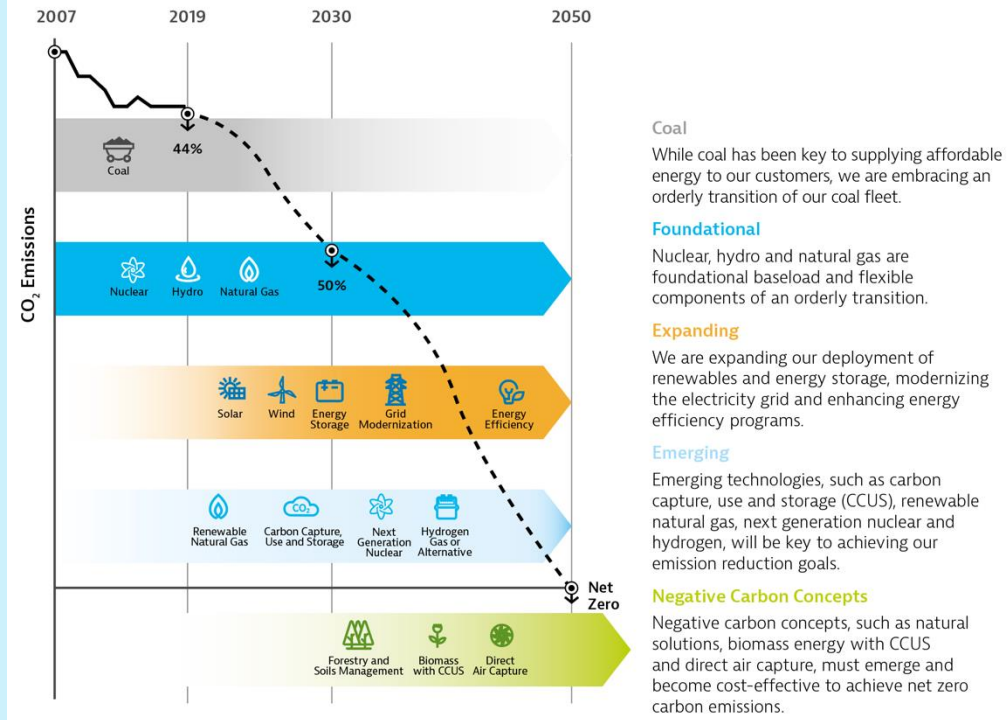 2007 2019 2030 2050
CO₂ Emissions
44%
Coal
50%
Nuclear Hydro Natural Gas
Solar Wind Energy Storage Grid Modernization Energy Efficiency
Renewable Natural Gas Carbon Capture, Use and Storage Next Generation Nuclear Hydrogen Gas or Alternative
CO₂
Net
Zero
Forestry and Soils Management Biomass with CCUS Direct Air Capture
Coal
While coal has been key to supplying affordable
energy to our customers, we are embracing an
orderly transition of our coal fleet.
Foundational
Nuclear, hydro and natural gas are
foundational baseload and flexible
components of an orderly transition.
Expanding
We are expanding our deployment of
renewables and energy storage, modernizing
the electricity grid and enhancing energy
efficiency programs.
Emerging
Emerging technologies, such as carbon
capture, use and storage (CCUS), renewable
natural gas, next generation nuclear and
hydrogen, will be key to achieving our
emission reduction goals.
Negative Carbon Concepts
Negative carbon concepts, such as natural
solutions, biomass energy with CCUS
and direct air capture, must emerge and
become cost-effective to achieve net zero
carbon emissions.